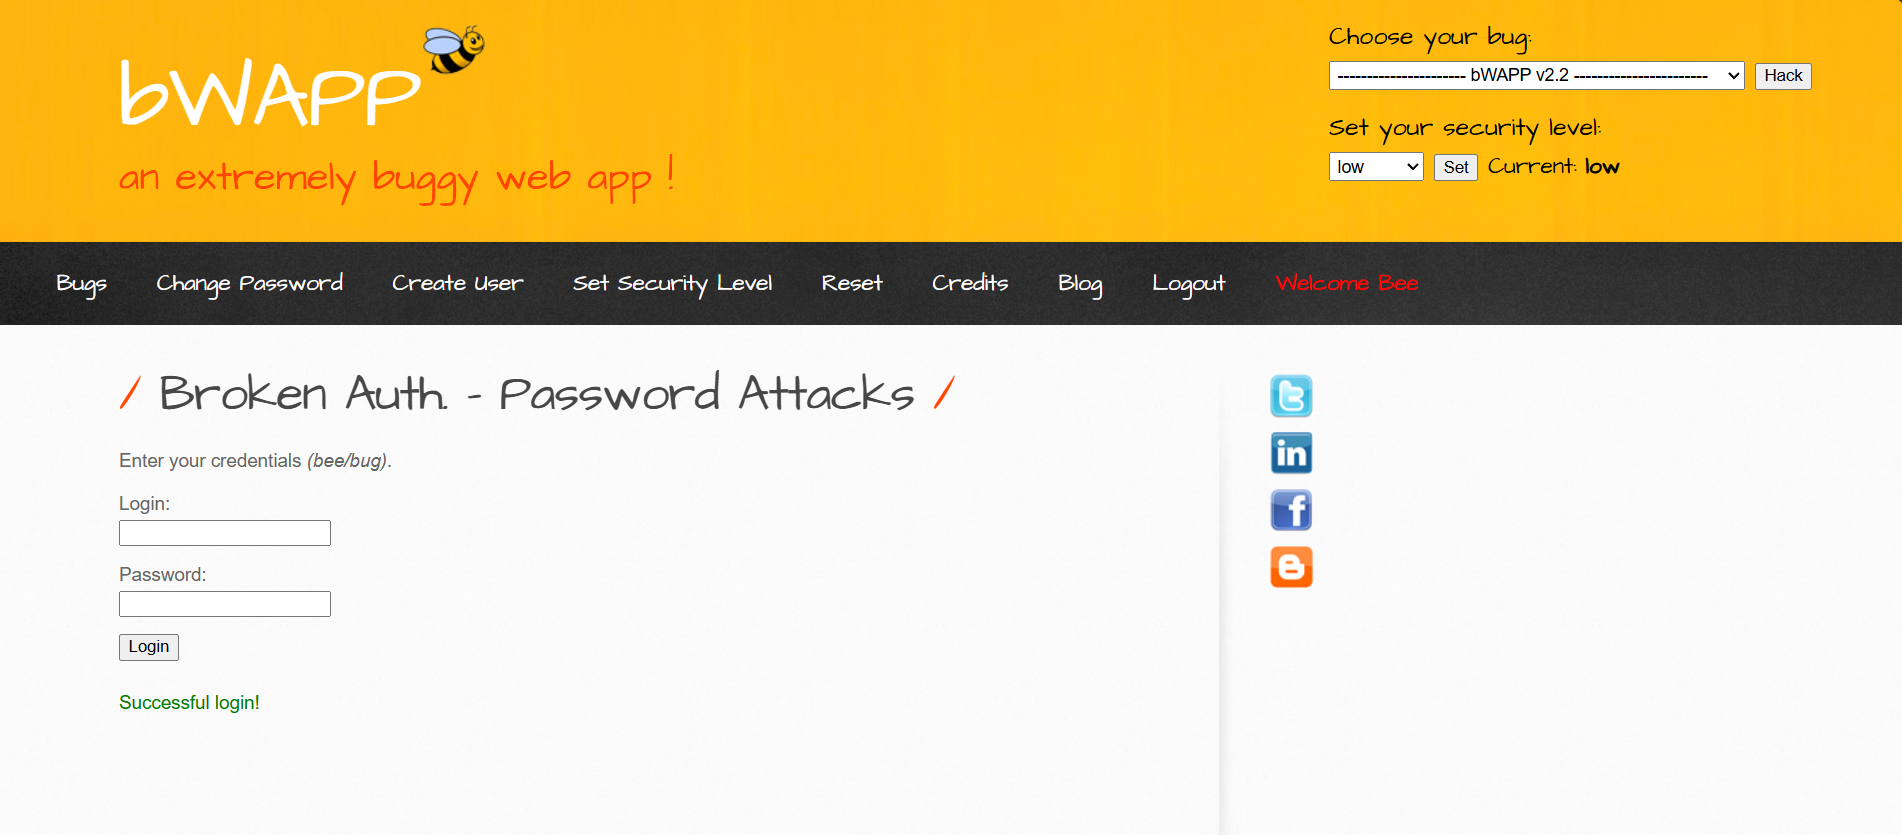 bWAPP
an extremely buggy web app !
Choose your bug:
---------------------- bWAPP v2.2 ----------------------- Hack
Set your security level:
low Set Current: low
Bugs Change Password Create User Set Security Level Reset Credits Blog Logout Welcome Bee
/ Broken Auth. - Password Attacks /
Enter your credentials (bee/bug).
Login:
Password:
Login
Successful login!
t
in
f
B